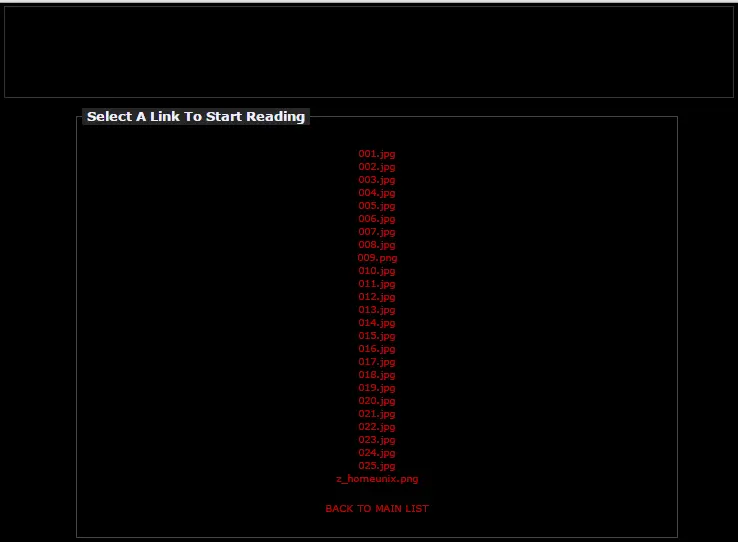 Select A Link To Start Reading
001.jpg
002.jpg
003.jpg
004.jpg
005.jpg
006.jpg
007.jpg
008.jpg
009.png
010.jpg
011.jpg
012.jpg
013.jpg
014.jpg
015.jpg
016.jpg
017.jpg
018.jpg
019.jpg
020.jpg
021.jpg
022.jpg
023.jpg
024.jpg
025.jpg
z_homeunix.png
BACK TO MAIN LIST